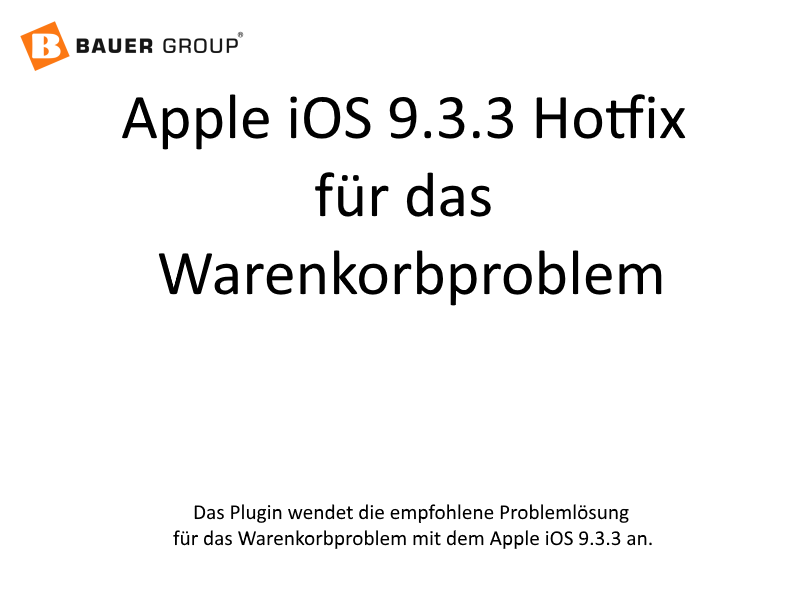 B BAUER GROUP®
Apple iOS 9.3.3 Hotfix
für das
Warenkorbproblem
Das Plugin wendet die empfohlene Problemlösung
für das Warenkorbproblem mit dem Apple iOS 9.3.3 an.